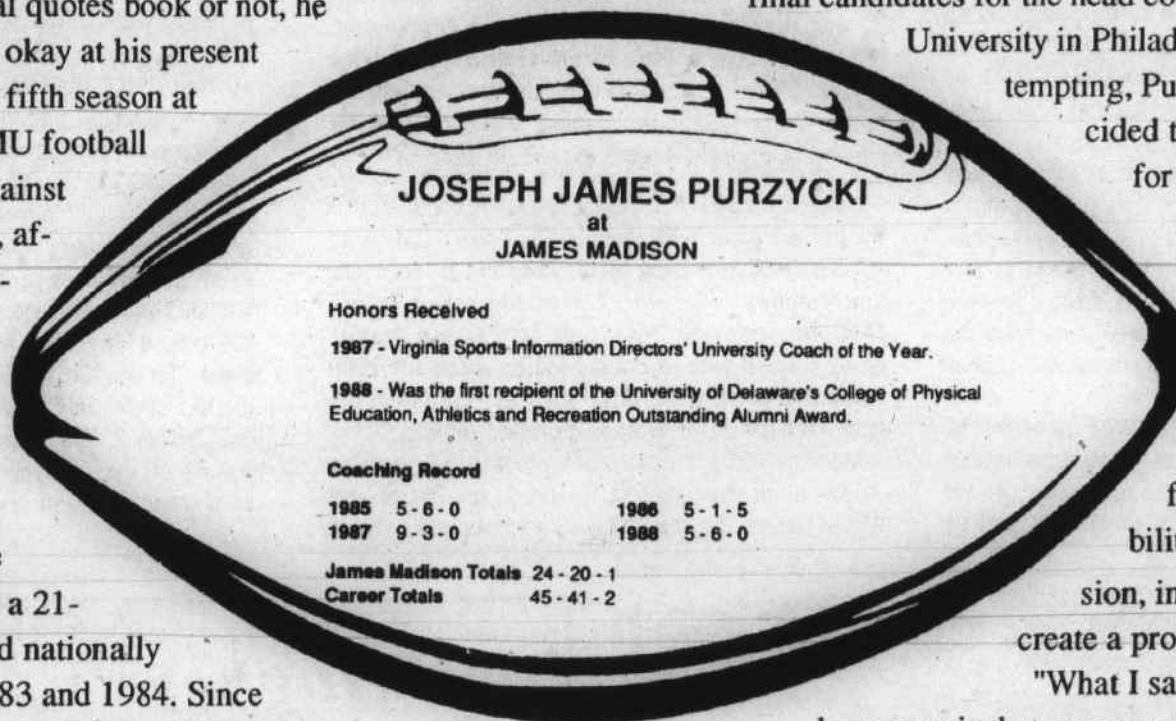 al quotes book or not, he
okay at his present
fifth season at
MU football
ainst
, af-
-
a 21-
d nationally
83 and 1984. Since
JOSEPH JAMES PURZYCKI
at
JAMES MADISON
Honors Received
1987 - Virginia Sports Information Directors' University Coach of the Year.
1988 - Was the first recipient of the University of Delaware's College of Physical
Education, Athletics and Recreation Outstanding Alumni Award.
Coaching Record
1985 5 - 6 - 0 1986 5 - 1 - 5
1987 9 - 3 - 0 1988 5 - 6 - 0
James Madison Totals 24 - 20 - 1
Career Totals 45 - 41 - 2
final candidates for the head co
University in Philad
tempting, Pu
cided t
for
f
bili
sion, in
create a pro
"What I sa